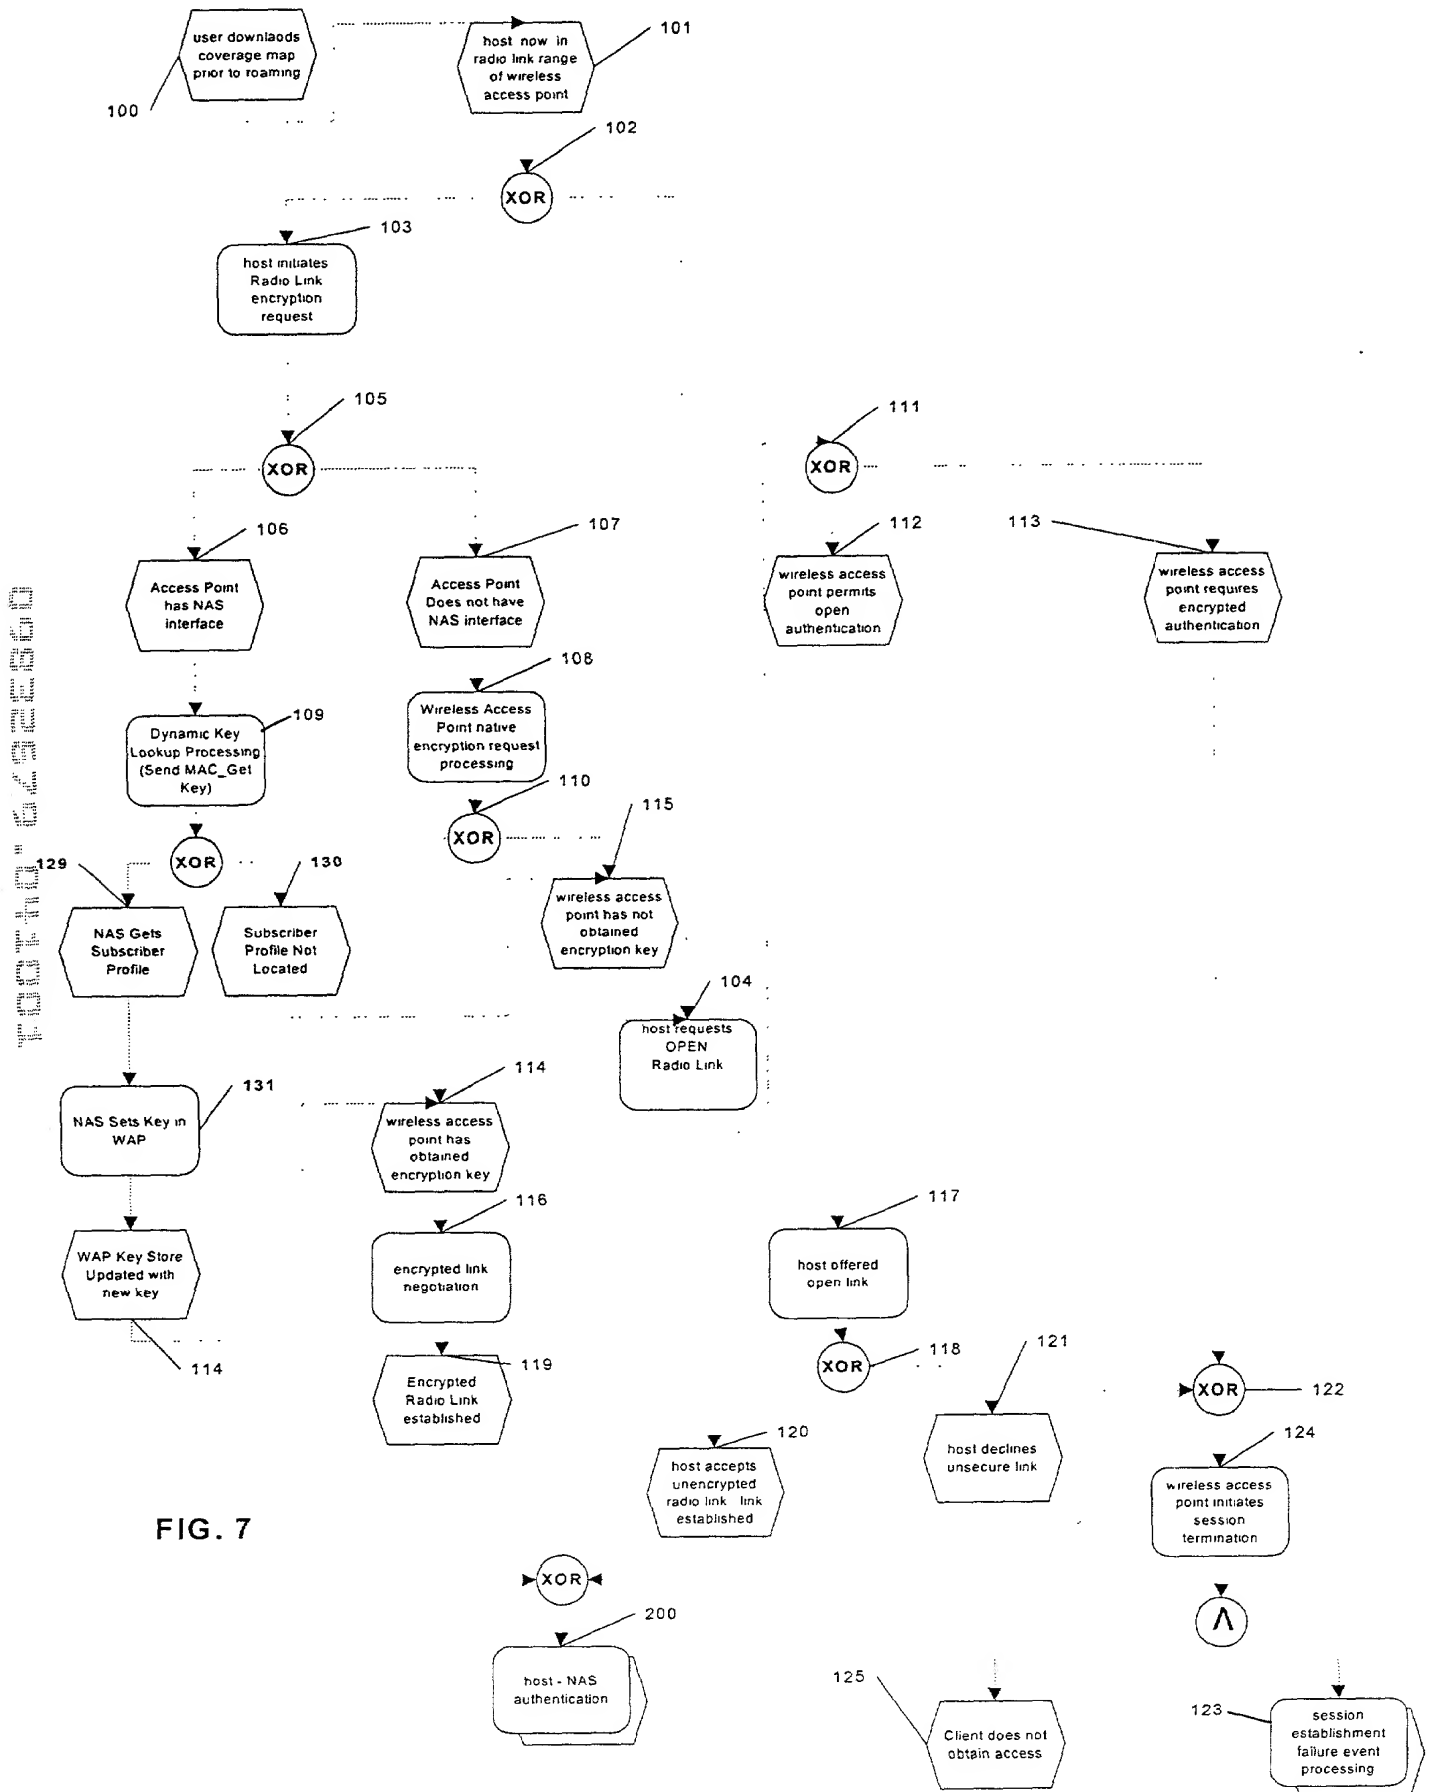 user downlaods
coverage map
prior to roaming
100
host now in
radio link range
of wireless
access point
101
102
XOR
103
host initiates
Radio Link
encryption
request
105
XOR
111
XOR
106
Access Point
has NAS
interface
107
Access Point
Does not have
NAS interface
112
wireless access
point permits
open
authentication
113
wireless access
point requires
encrypted
authentication
109
Dynamic Key
Lookup Processing
(Send MAC_Get
Key)
108
Wireless Access
Point native
encryption request
processing
110
XOR
115
wireless access
point has not
obtained
encryption key
XOR
129
NAS Gets
Subscriber
Profile
130
Subscriber
Profile Not
Located
104
host requests
OPEN
Radio Link
131
NAS Sets Key in
WAP
114
wireless access
point has
obtained
encryption key
116
encrypted link
negotiation
117
host offered
open link
WAP Key Store
Updated with
new key
114
119
Encrypted
Radio Link
established
118
XOR
121
host declines
unsecure link
XOR
122
120
host accepts
unencrypted
radio link link
established
124
wireless access
point initiates
session
termination
FIG. 7
XOR
Λ
200
host - NAS
authentication
125
Client does not
obtain access
123
session
establishment
failure event
processing